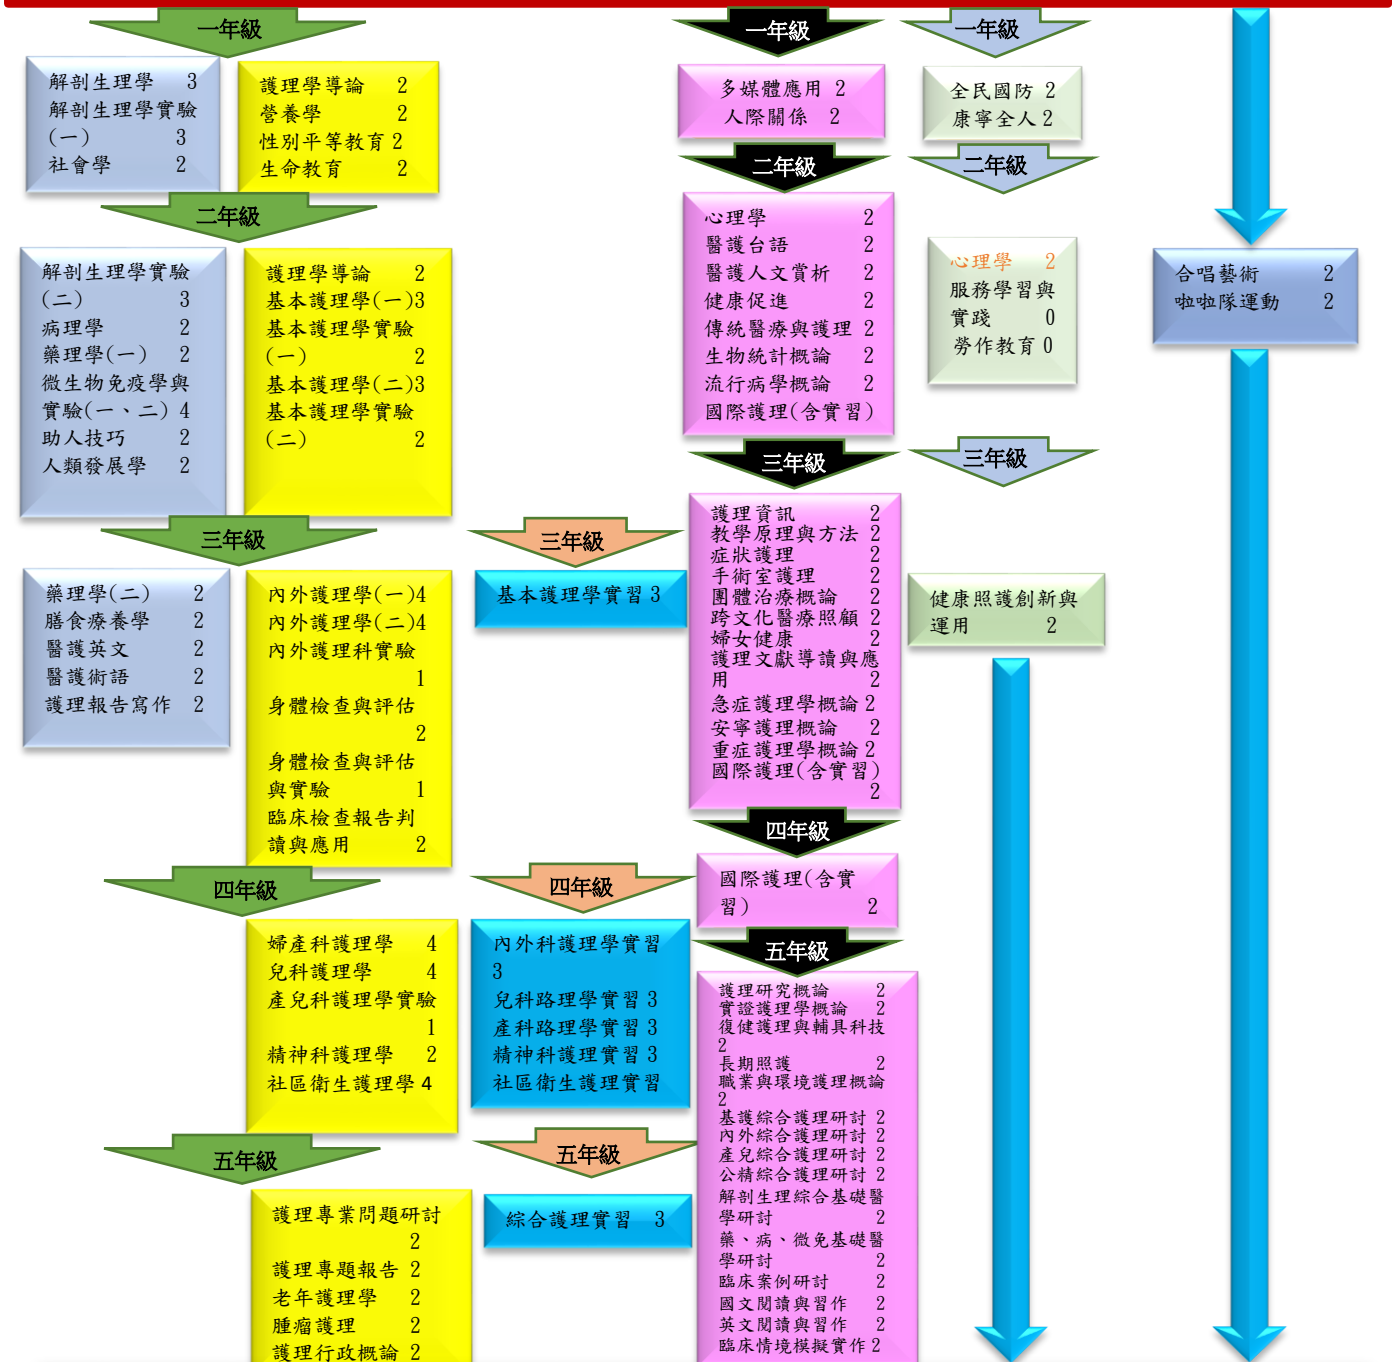 一年級
解剖生理學 3
解剖生理學實驗
(一) 3
社會學 2
護理學導論 2
營養學 2
性別平等教育 2
生命教育 2
二年級
解剖生理學實驗
(二) 3
病理學 2
藥理學(一) 2
微生物免疫學與
實驗(一、二) 4
助人技巧 2
人類發展學 2
護理學導論 2
基本護理學(一)3
基本護理學實驗
(一) 2
基本護理學(二)3
基本護理學實驗
(二) 2
三年級
藥理學(二) 2
膳食療養學 2
醫護英文 2
醫護術語 2
護理報告寫作 2
內外護理學(一)4
內外護理學(二)4
內外護理科實驗
1
身體檢查與評估
2
身體檢查與評估
與實驗 1
臨床檢查報告判
讀與應用 2
四年級
婦產科護理學 4
兒科護理學 4
產兒科護理學實驗
1
精神科護理學 2
社區衛生護理學 4
五年級
護理專業問題研討
2
護理專題報告 2
老年護理學 2
腫瘤護理 2
護理行政概論 2
三年級
基本護理學實習 3
四年級
內外科護理學實習
3
兒科路理學實習 3
產科路理學實習 3
精神科護理實習 3
社區衛生護理實習
五年級
綜合護理實習 3
一年級
多媒體應用 2
人際關係 2
二年級
心理學 2
醫護台語 2
醫護人文賞析 2
健康促進 2
傳統醫療與護理 2
生物統計概論 2
流行病學概論 2
國際護理(含實習)
三年級
護理資訊 2
教學原理與方法 2
症狀護理 2
手術室護理 2
團體治療概論 2
跨文化醫療照顧 2
婦女健康 2
護理文獻導讀與應
用 2
急症護理學概論 2
安寧護理概論 2
重症護理學概論 2
國際護理(含實習)
2
四年級
國際護理(含實
習) 2
五年級
護理研究概論 2
實證護理學概論 2
復健護理與輔具科技
2
長期照護 2
職業與環境護理概論
2
基護綜合護理研討 2
內外綜合護理研討 2
產兒綜合護理研討 2
公精綜合護理研討 2
解剖生理綜合基礎醫
學研討 2
藥、病、微免基礎醫
學研討 2
臨床案例研討 2
國文閱讀與習作 2
英文閱讀與習作 2
臨床情境模擬實作 2
一年級
全民國防 2
康寧全人 2
二年級
心理學 2
服務學習與
實踐 0
勞作教育 0
三年級
健康照護創新與
運用 2
合唱藝術 2
啦啦隊運動 2